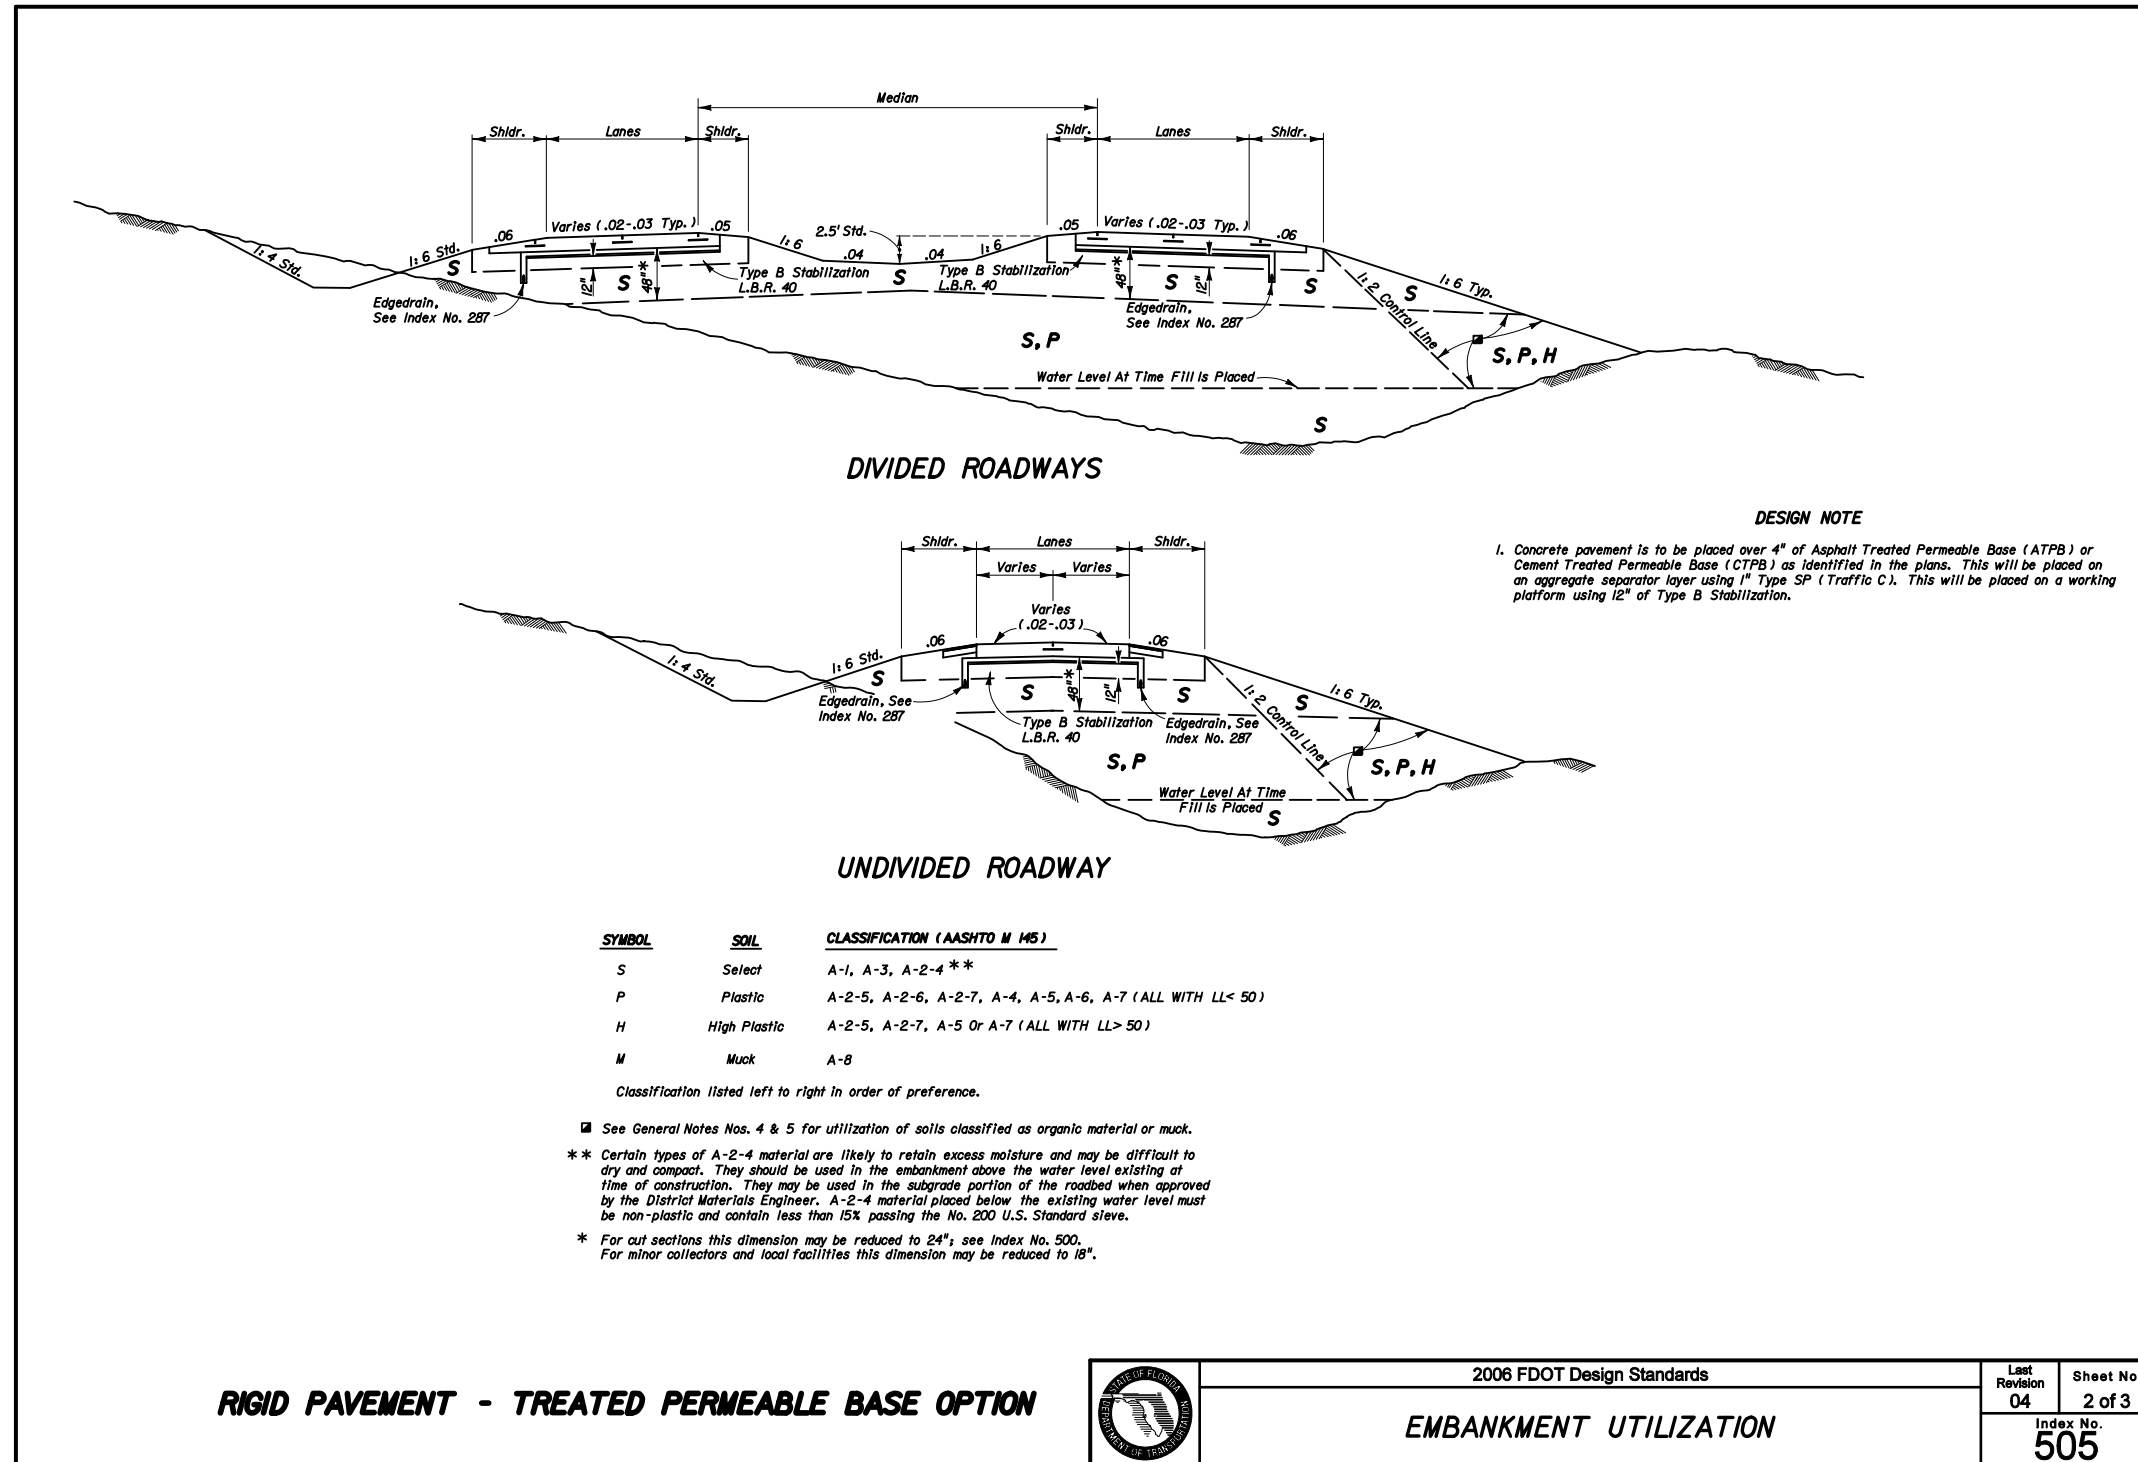 Median
Shldr.
Lanes
Shldr.
Shldr.
Lanes
Shldr.
1: 4 Std.
1: 6 Std.
.06
Varies (.02-.03 Typ.)
.05
1: 6
2.5' Std.
.04
.04
1: 6
.05
Varies (.02-.03 Typ.)
.06
1: 6 Typ.
S
12"
S
48"*
Type B Stabilization
L.B.R. 40
S
Type B Stabilization
L.B.R. 40
48"*
S
12"
S
1: 2 Control Line
S
Edgedrain,
See Index No. 287
Edgedrain,
See Index No. 287
S, P
S, P, H
Water Level At Time Fill Is Placed
S
DIVIDED ROADWAYS
DESIGN NOTE
1. Concrete pavement is to be placed over 4" of Asphalt Treated Permeable Base (ATPB) or
Cement Treated Permeable Base (CTPB) as identified in the plans. This will be placed on
an aggregate separator layer using 1" Type SP (Traffic C). This will be placed on a working
platform using 12" of Type B Stabilization.
Shldr.
Lanes
Shldr.
Varies
Varies
Varies
(.02-.03)
.06
.06
1: 4 Std.
1: 6 Std.
S
S
48"*
12"
S
1: 2 Control Line
S
1: 6 Typ.
Edgedrain, See
Index No. 287
Type B Stabilization
L.B.R. 40
Edgedrain, See
Index No. 287
S, P
S, P, H
Water Level At Time
Fill Is Placed
S
UNDIVIDED ROADWAY
SYMBOL SOIL CLASSIFICATION (AASHTO M 145)
S Select A-1, A-3, A-2-4 **
P Plastic A-2-5, A-2-6, A-2-7, A-4, A-5, A-6, A-7 (ALL WITH LL< 50)
H High Plastic A-2-5, A-2-7, A-5 Or A-7 (ALL WITH LL> 50)
M Muck A-8
Classification listed left to right in order of preference.
See General Notes Nos. 4 & 5 for utilization of soils classified as organic material or muck.
** Certain types of A-2-4 material are likely to retain excess moisture and may be difficult to
dry and compact. They should be used in the embankment above the water level existing at
time of construction. They may be used in the subgrade portion of the roadbed when approved
by the District Materials Engineer. A-2-4 material placed below the existing water level must
be non-plastic and contain less than 15% passing the No. 200 U.S. Standard sieve.
* For cut sections this dimension may be reduced to 24"; see Index No. 500.
For minor collectors and local facilities this dimension may be reduced to 18".
RIGID PAVEMENT - TREATED PERMEABLE BASE OPTION
STATE OF FLORIDA
DEPARTMENT OF TRANSPORTATION
2006 FDOT Design Standards
EMBANKMENT UTILIZATION
Last
Revision
04
Sheet No
2 of 3
Index No.
505